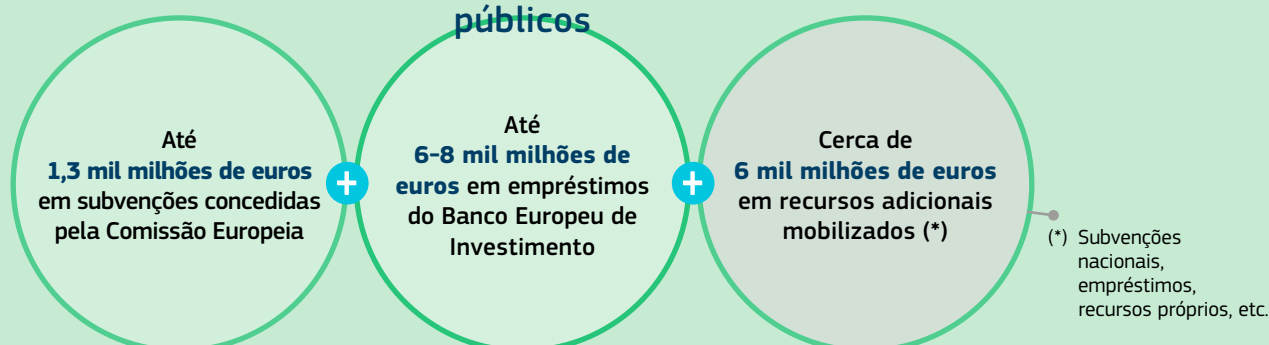 públicos
Até
1,3 mil milhões de euros
em subvenções concedidas
pela Comissão Europeia
+
Até
6-8 mil milhões de
euros em empréstimos
do Banco Europeu de
Investimento
+
Cerca de
6 mil milhões de euros
em recursos adicionais
mobilizados (*)
(*) Subvenções
nacionais,
empréstimos,
recursos próprios, etc.